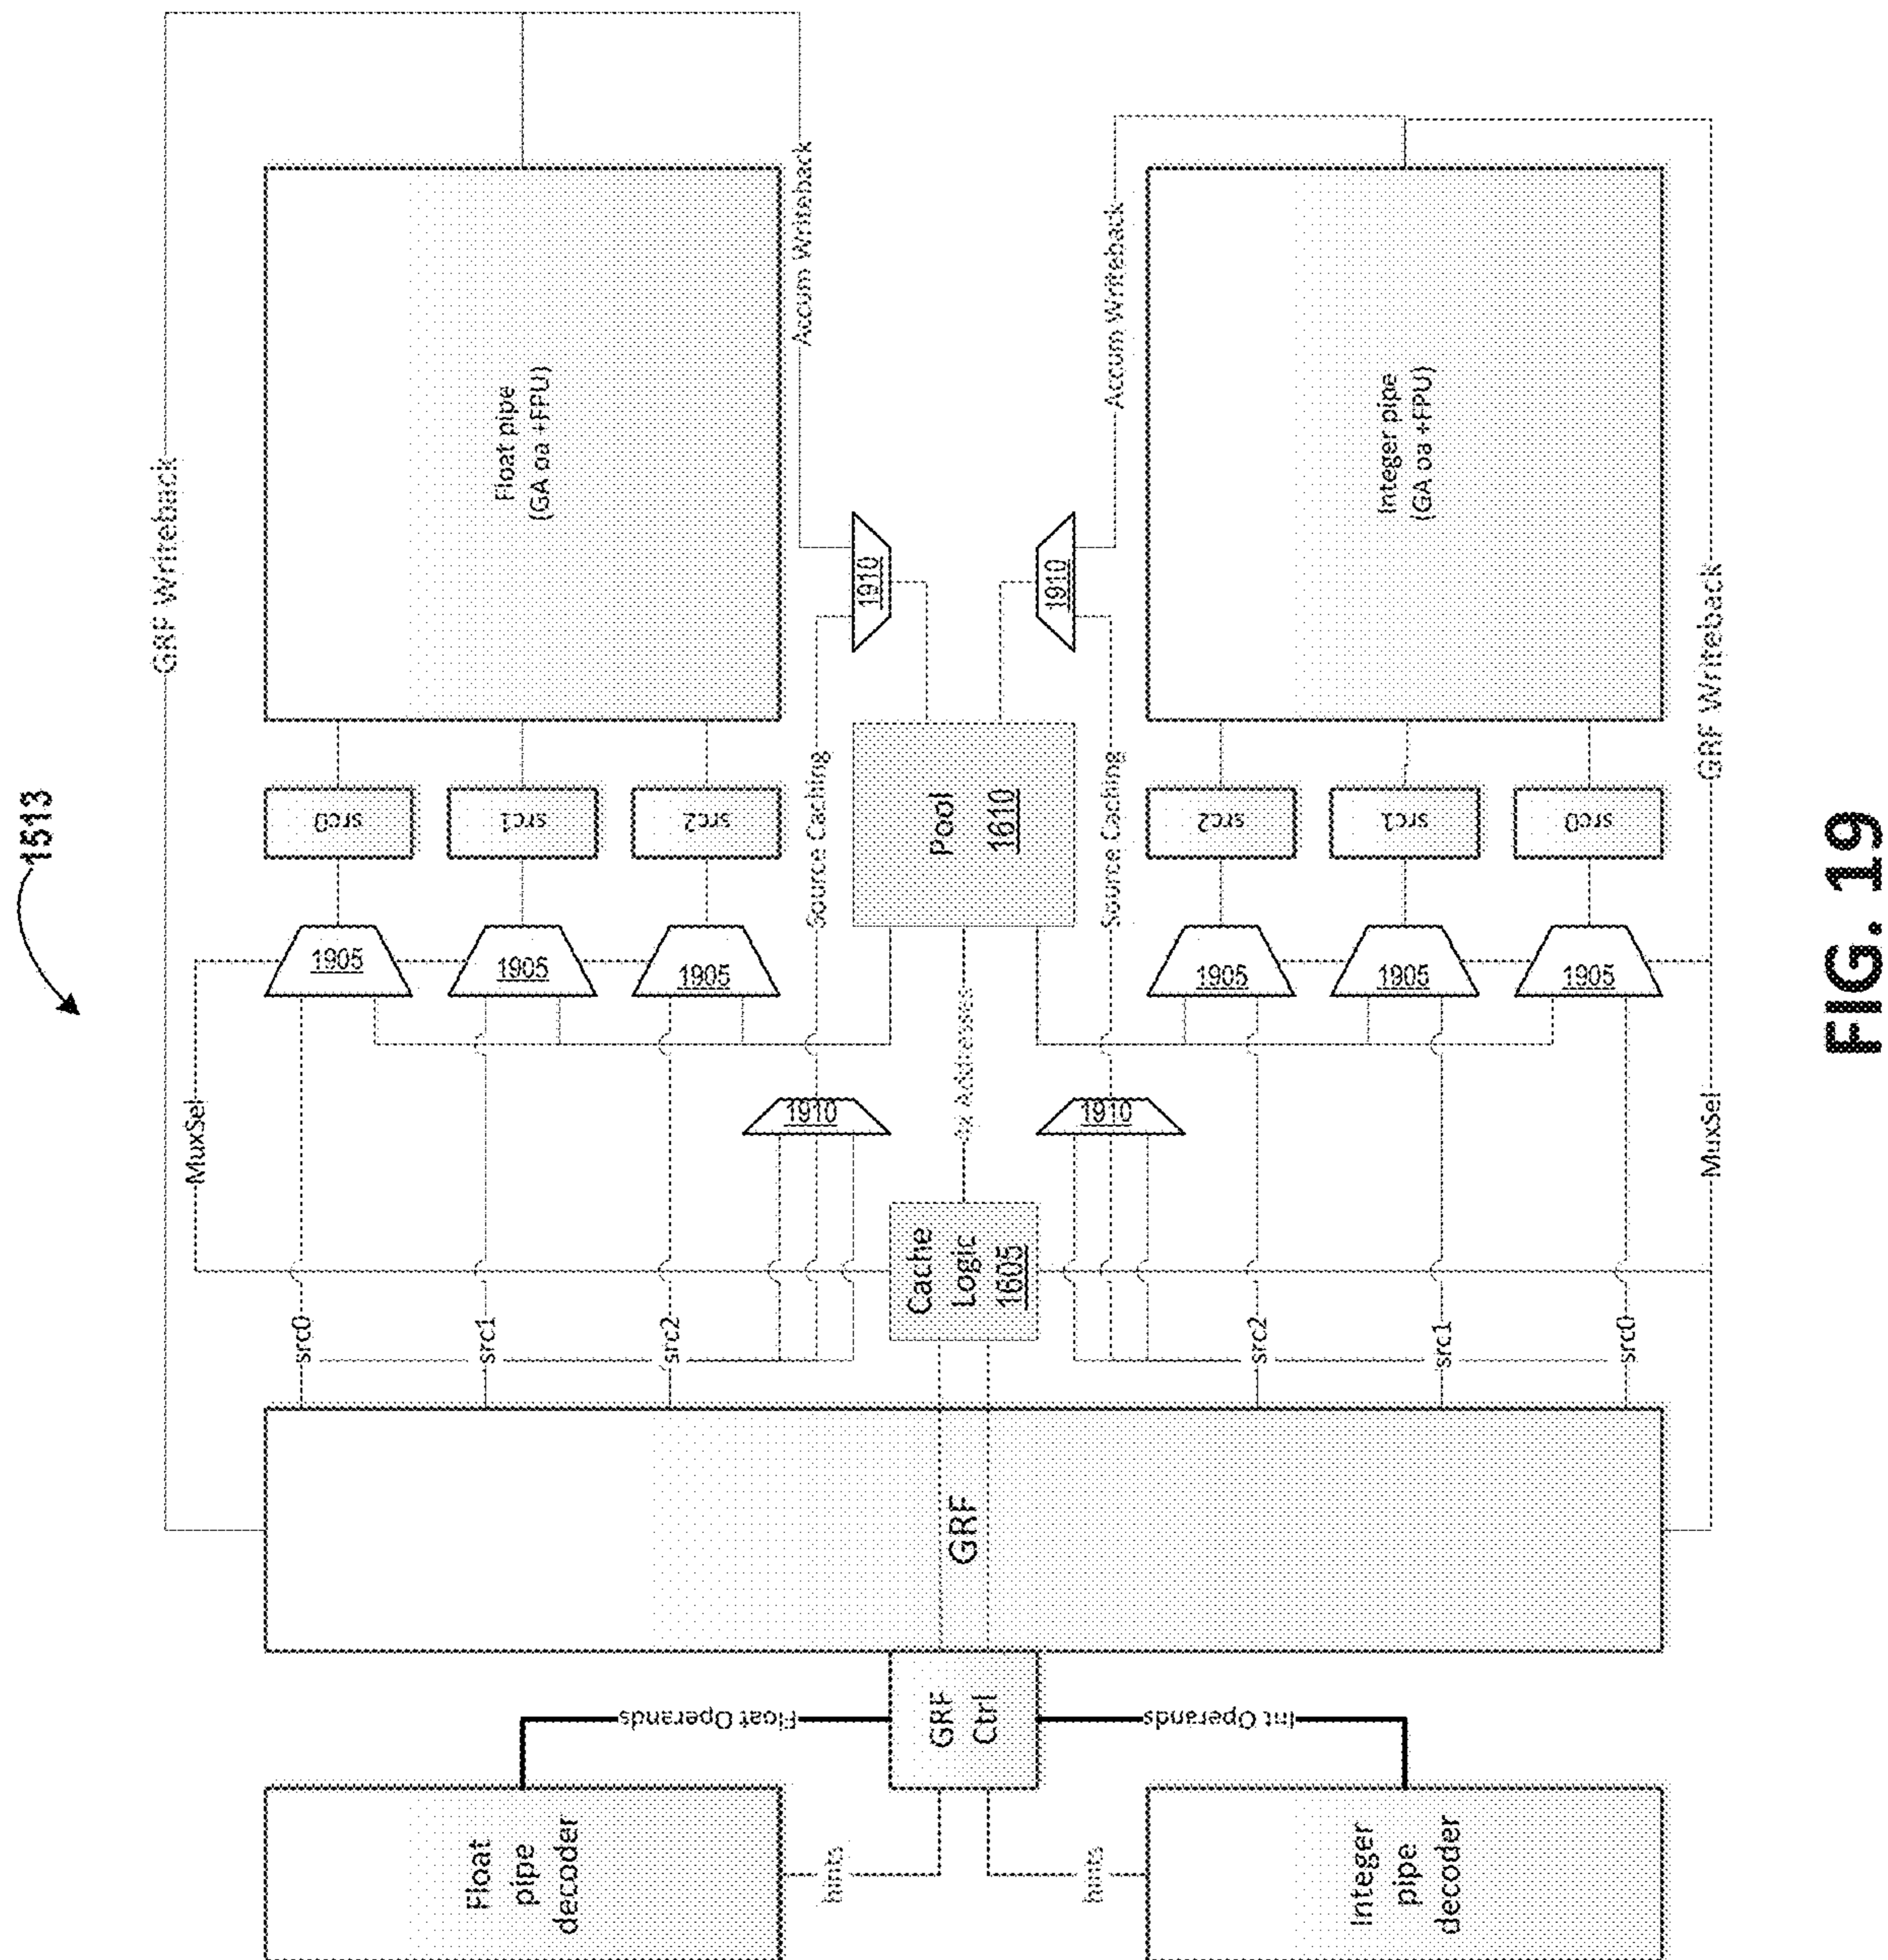 1513
GRF Writeback
Float pipe
(GA oa +FPU)
Accum Writeback
Accum Writeback
Integer pipe
(GA oa +FPU)
GRF Writeback
1910
1910
src0
src1
src2
Source Caching
Pool
1610
Source Caching
src2
src1
src0
1905
1905
1905
1905
1905
1905
MuxSel
1910
4x Addresses
1910
MuxSel
src0
src1
src2
Cache
Logic
1605
src2
src1
src0
GRF
Float Operands
GRF
Ctrl
Int Operands
Float
pipe
decoder
hints
hints
Integer
pipe
decoder
FIG. 19